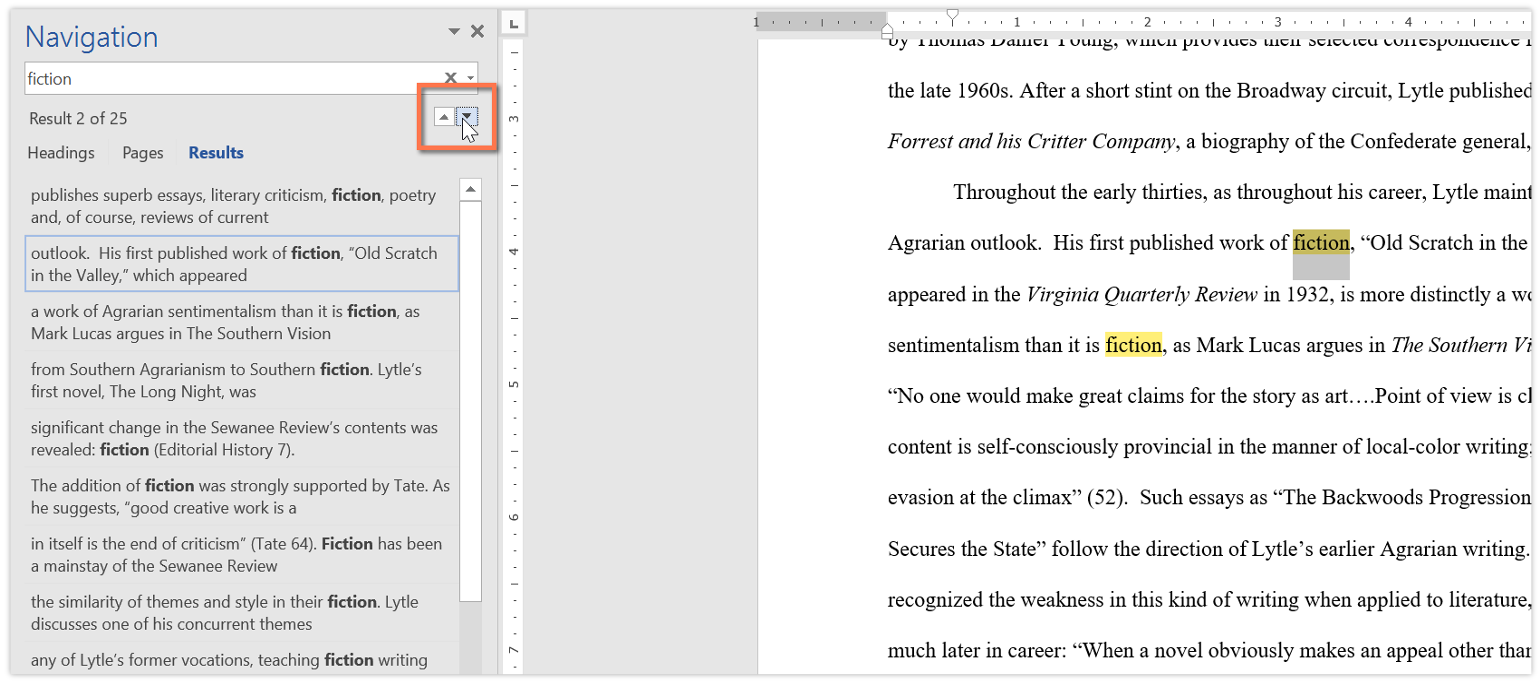 Navigation
fiction
Result 2 of 25
Headings Pages Results
publishes superb essays, literary criticism, fiction, poetry
and, of course, reviews of current
outlook.  His first published work of fiction, “Old Scratch
in the Valley,” which appeared
a work of Agrarian sentimentalism than it is fiction, as
Mark Lucas argues in The Southern Vision
from Southern Agrarianism to Southern fiction. Lytle’s
first novel, The Long Night, was
significant change in the Sewanee Review’s contents was
revealed: fiction (Editorial History 7).
The addition of fiction was strongly supported by Tate. As
he suggests, “good creative work is a
in itself is the end of criticism” (Tate 64). Fiction has been
a mainstay of the Sewanee Review
the similarity of themes and style in their fiction. Lytle
discusses one of his concurrent themes
any of Lytle’s former vocations, teaching fiction writing
L
3
4
5
6
7
1 1 2 3 4
by Thomas Daniel Young, which provides their selected correspondence
the late 1960s. After a short stint on the Broadway circuit, Lytle published
Forrest and his Critter Company, a biography of the Confederate general,
Throughout the early thirties, as throughout his career, Lytle maint
Agrarian outlook.  His first published work of fiction, “Old Scratch in the
appeared in the Virginia Quarterly Review in 1932, is more distinctly a wo
sentimentalism than it is fiction, as Mark Lucas argues in The Southern Vi
“No one would make great claims for the story as art….Point of view is cl
content is self-consciously provincial in the manner of local-color writing;
evasion at the climax” (52).  Such essays as “The Backwoods Progression
Secures the State” follow the direction of Lytle’s earlier Agrarian writing.
recognized the weakness in this kind of writing when applied to literature,
much later in career: “When a novel obviously makes an appeal other than